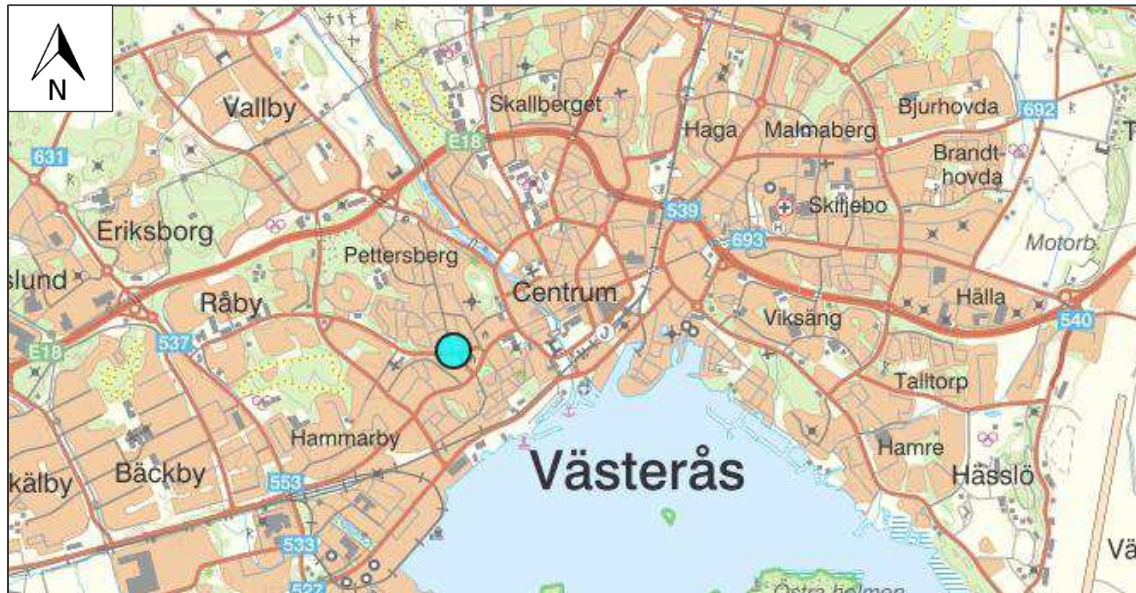 N
Vallby
Skallberget
Haga
Malmaberg
Bjurhovda
692
E18
Brandt-
hovda
631
Skiljebo
539
H
693
Eriksborg
Pettersberg
Motorb
slund
Råby
Centrum
Hälla
Viksäng
540
537
J
E18
Talltorp
Hammarby
Hamre
Bäckby
Västerås
Hässlö
kälby
553
533
Vä
527
Östra holmen